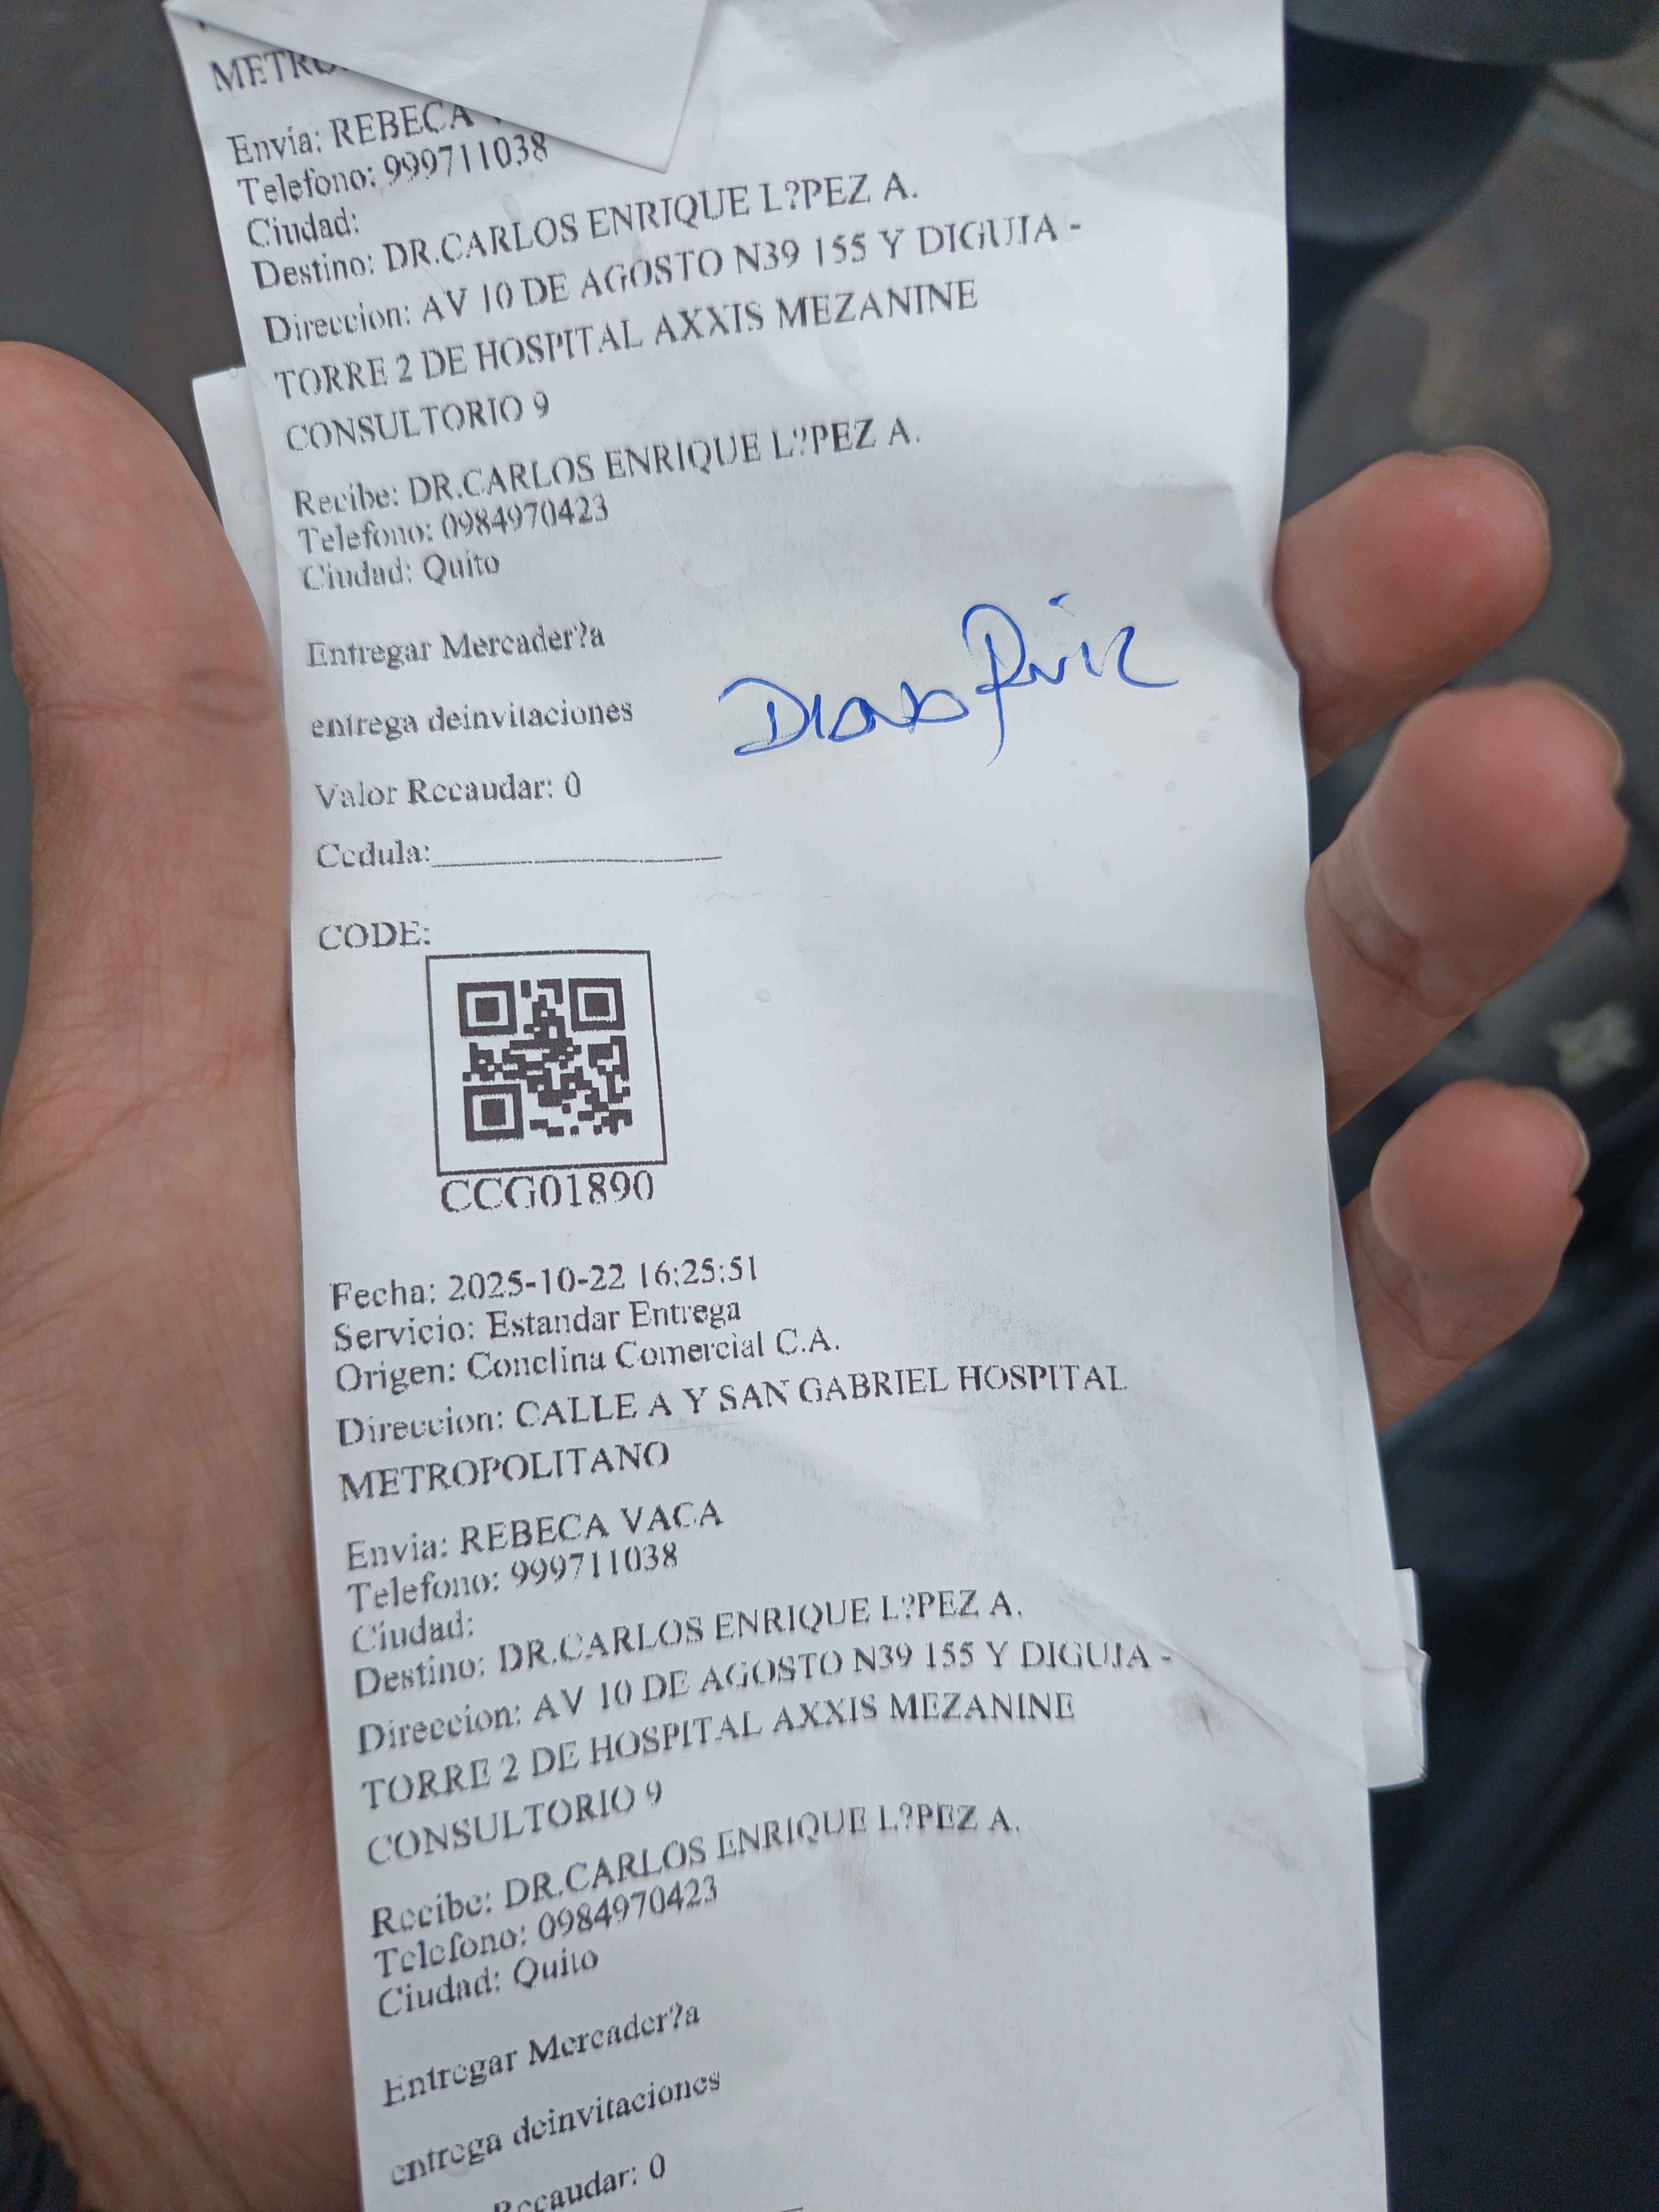 METRO
Envia: REBECA
Telefono: 999711038
Ciudad:
Destino: DR.CARLOS ENRIQUE L?PEZ A.
Direccion: AV 10 DE AGOSTO N39 155 Y DIGUJA -
TORRE 2 DE HOSPITAL AXXIS MEZANINE
CONSULTORIO 9
Recibe: DR.CARLOS ENRIQUE L?PEZ A.
Telefono: 0984970423
Ciudad: Quito
Entregar Mercader?a
entrega deinvitaciones
Ruiz
Valor Recaudar: 0
Cedula:
CODE:
CCG01890
Fecha: 2025-10-22 16:25:51
Servicio: Estandar Entrega
Origen: Conclina Comercial C.A.
Direccion: CALLE A Y SAN GABRIEL HOSPITAL
METROPOLITANO
Envia: REBECA VACA
Telefono: 999711038
Ciudad:
Destino: DR.CARLOS ENRIQUE L?PEZ A.
Direccion: AV 10 DE AGOSTO N39 155 Y DIGUJA -
TORRE 2 DE HOSPITAL AXXIS MEZANINE
CONSULTORIO 9
Recibe: DR.CARLOS ENRIQUE L?PEZ A.
Telefono: 0984970423
Ciudad: Quito
Entregar Mercader?a
entrega deinvitaciones
Recaudar: 0